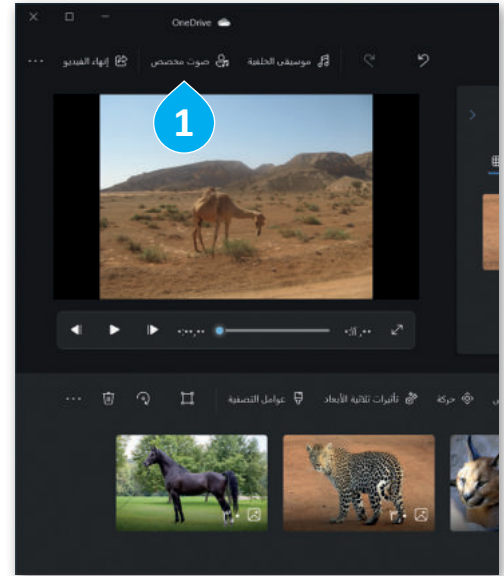 OneDrive
موسيقى الخلفية صوت مخصص إنهاء الفيديو
1
حركة تأثيرات ثلاثية الأبعاد عوامل التصفية